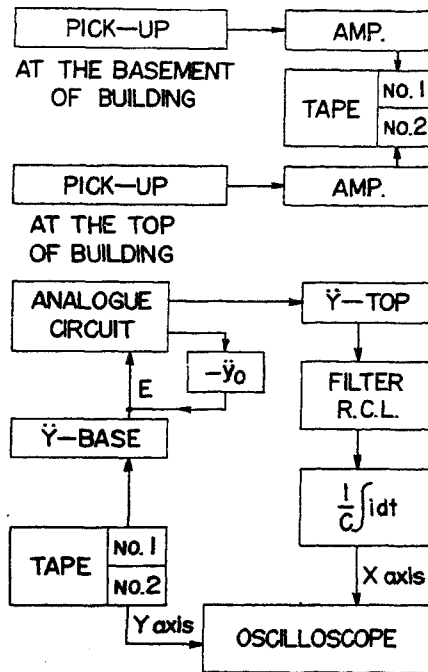 PICK—UP
AMP.
AT THE BASEMENT
OF BUILDING
TAPE
NO. 1
NO. 2
PICK—UP
AMP.
AT THE TOP
OF BUILDING
ANALOGUE
CIRCUIT
Ÿ—TOP
-ÿ₀
E
FILTER
R.C.L.
Ÿ—BASE
1/C ∫idt
TAPE
NO. 1
NO. 2
X axis
Y axis
OSCILLOSCOPE